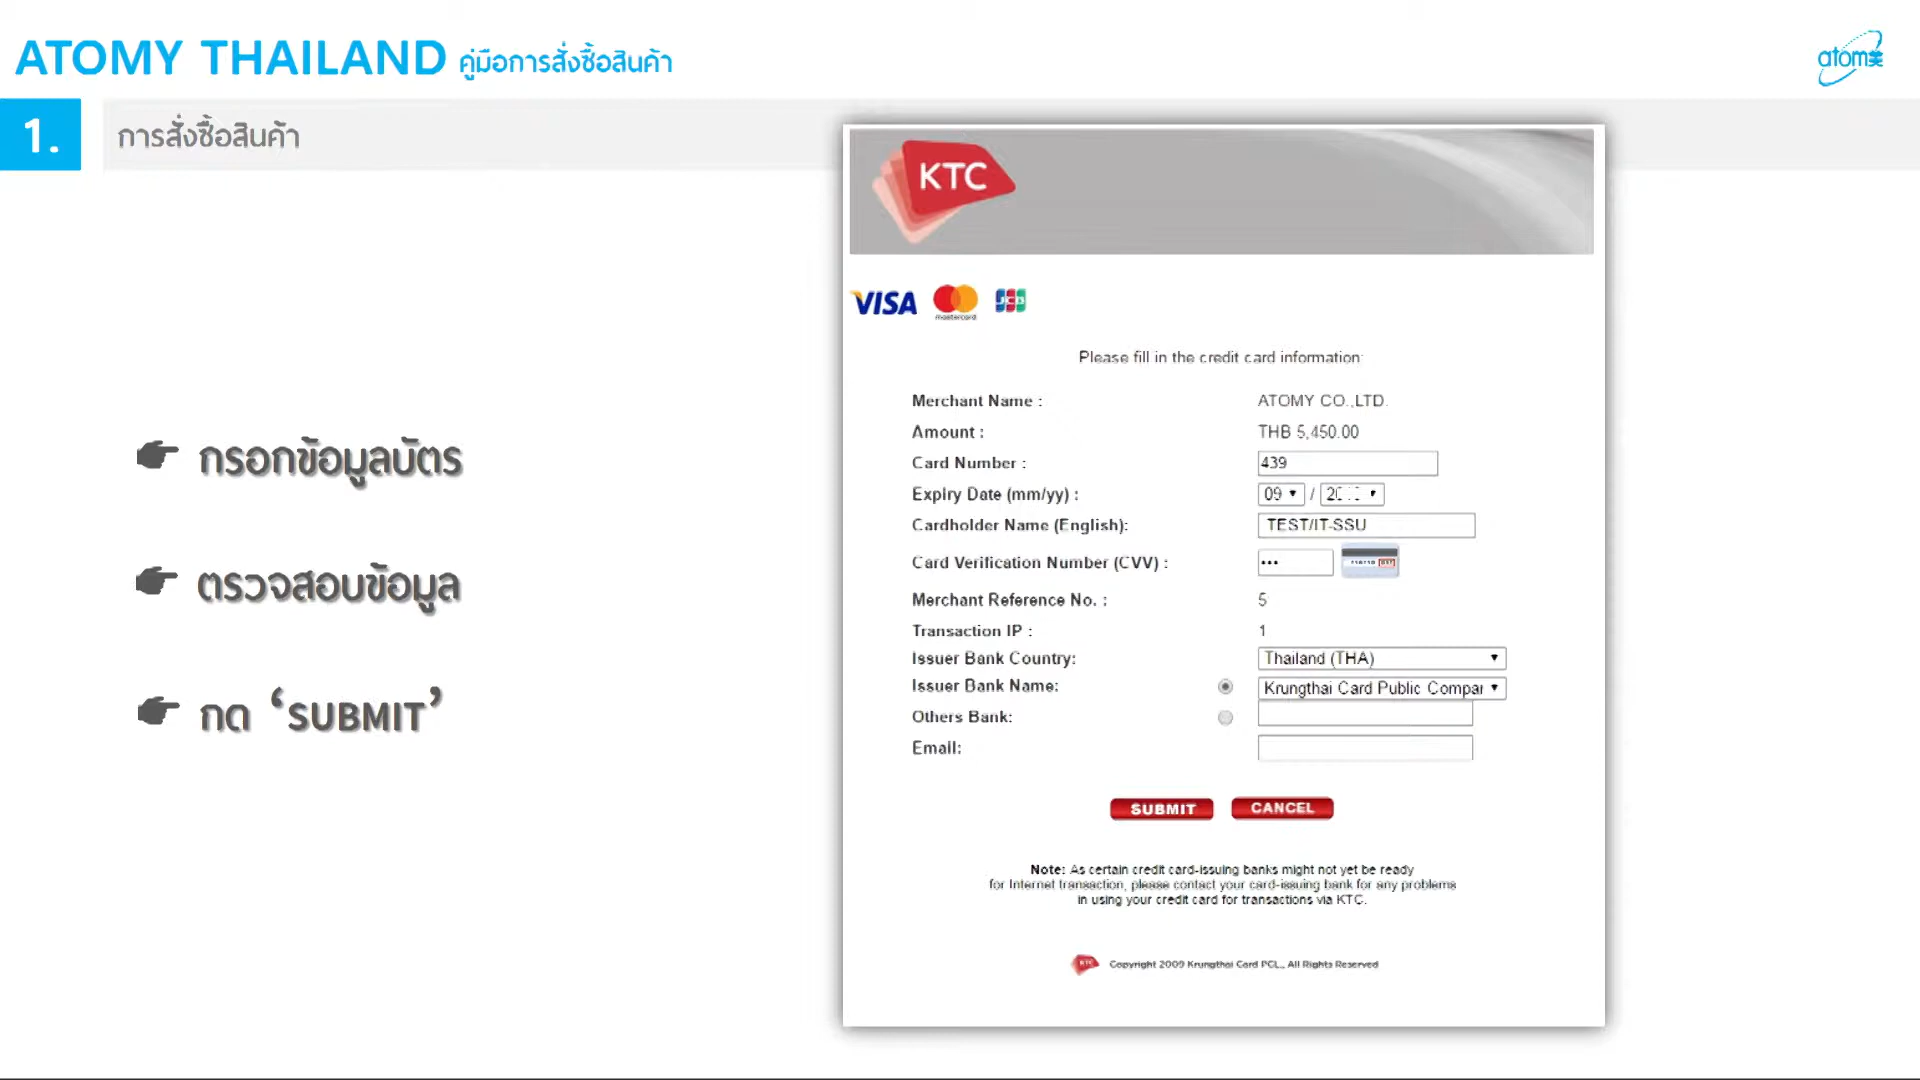 ATOMY THAILAND คู่มือการสั่งซื้อสินค้า
atom美
1. การสั่งซื้อสินค้า
กรอกข้อมูลบัตร
ตรวจสอบข้อมูล
กด ‘SUBMIT’
KTC
VISA mastercard JCB
Please fill in the credit card information:
Merchant Name : ATOMY CO.,LTD.
Amount : THB 5,450.00
Card Number : 439
Expiry Date (mm/yy) : 09 /
Cardholder Name (English): TEST/IT-SSU
Card Verification Number (CVV) : •••
Merchant Reference No. : 5
Transaction IP : 1
Issuer Bank Country: Thailand (THA)
Issuer Bank Name: Krungthai Card Public Compar
Others Bank:
Email:
SUBMIT CANCEL
Note: As certain credit card-issuing banks might not yet be ready
for Internet transaction, please contact your card-issuing bank for any problems
in using your credit card for transactions via KTC.
KTC Copyright 2009 Krungthai Card PCL., All Rights Reserved